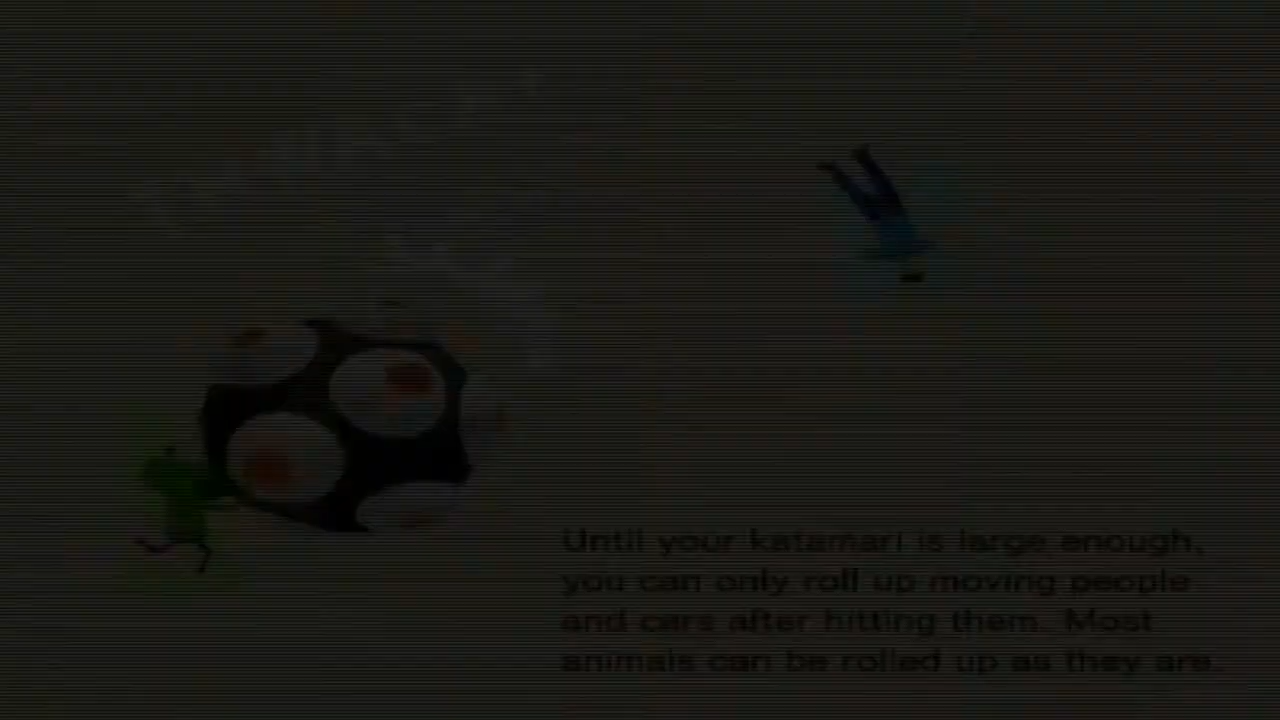 Until your katamari is large enough,
you can only roll up moving people
and cars after hitting them. Most
animals can be rolled up as they are.